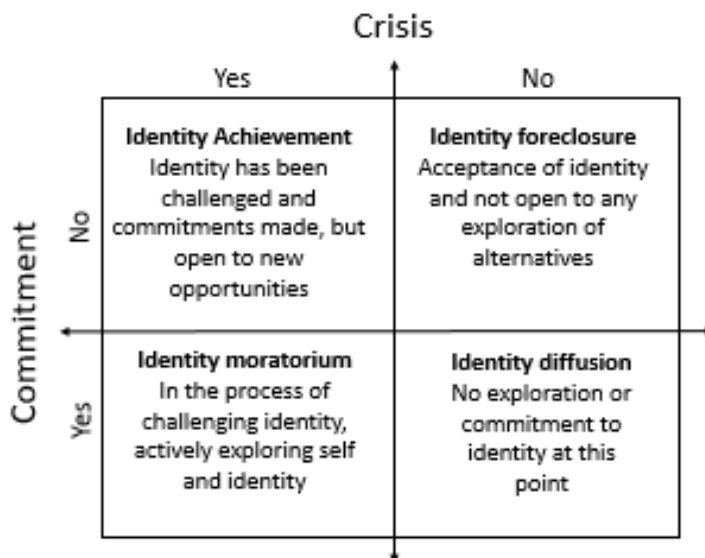 Crisis
Yes
No
Identity Achievement
Identity has been
challenged and
commitments made, but
open to new
opportunities
Identity foreclosure
Acceptance of identity
and not open to any
exploration of
alternatives
Commitment
No
Yes
Identity moratorium
In the process of
challenging identity,
actively exploring self
and identity
Identity diffusion
No exploration or
commitment to
identity at this
point